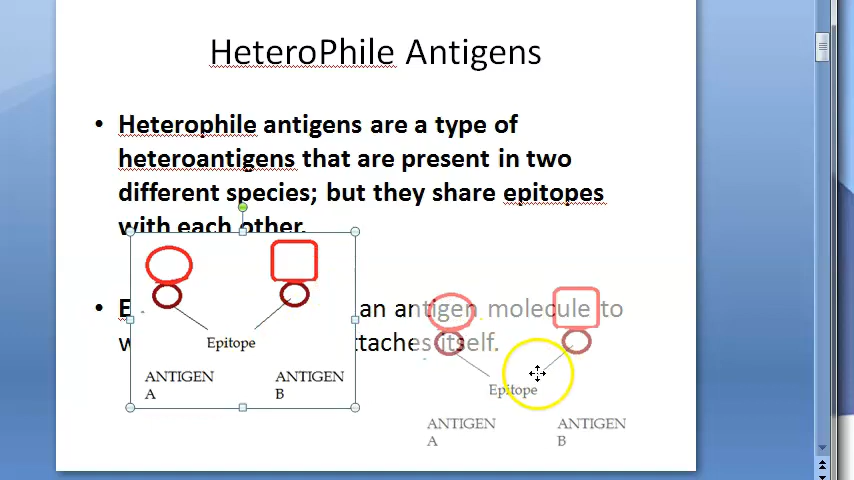 HeteroPhile Antigens
• Heterophile antigens are a type of
heteroantigens that are present in two
different species; but they share epitopes
with each other.
• an antigen molecule to
itself.
Epitope
ANTIGEN
A
ANTIGEN
B
Epitope
ANTIGEN
A
ANTIGEN
B